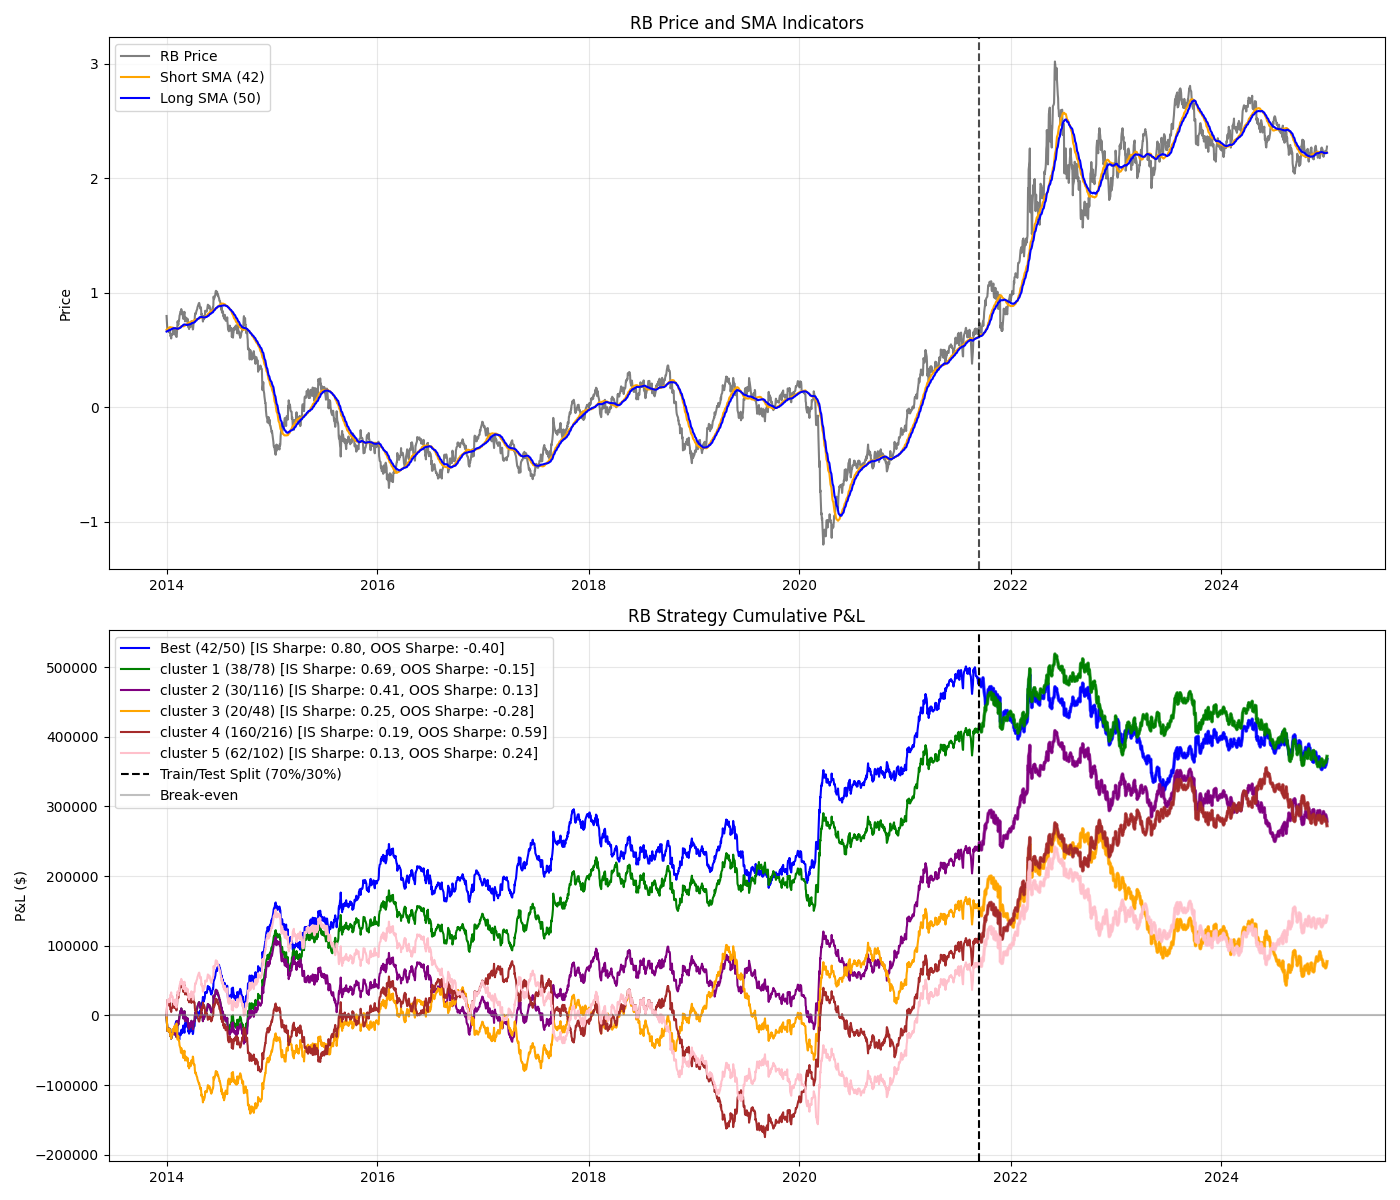 RB Price and SMA Indicators
RB Price
Short SMA (42)
Long SMA (50)
Price
3
2
1
0
−1
2014 2016 2018 2020 2022 2024
RB Strategy Cumulative P&L
Best (42/50) [IS Sharpe: 0.80, OOS Sharpe: -0.40]
cluster 1 (38/78) [IS Sharpe: 0.69, OOS Sharpe: -0.15]
cluster 2 (30/116) [IS Sharpe: 0.41, OOS Sharpe: 0.13]
cluster 3 (20/48) [IS Sharpe: 0.25, OOS Sharpe: -0.28]
cluster 4 (160/216) [IS Sharpe: 0.19, OOS Sharpe: 0.59]
cluster 5 (62/102) [IS Sharpe: 0.13, OOS Sharpe: 0.24]
Train/Test Split (70%/30%)
Break-even
P&L ($)
500000
400000
300000
200000
100000
0
−100000
−200000
2014 2016 2018 2020 2022 2024